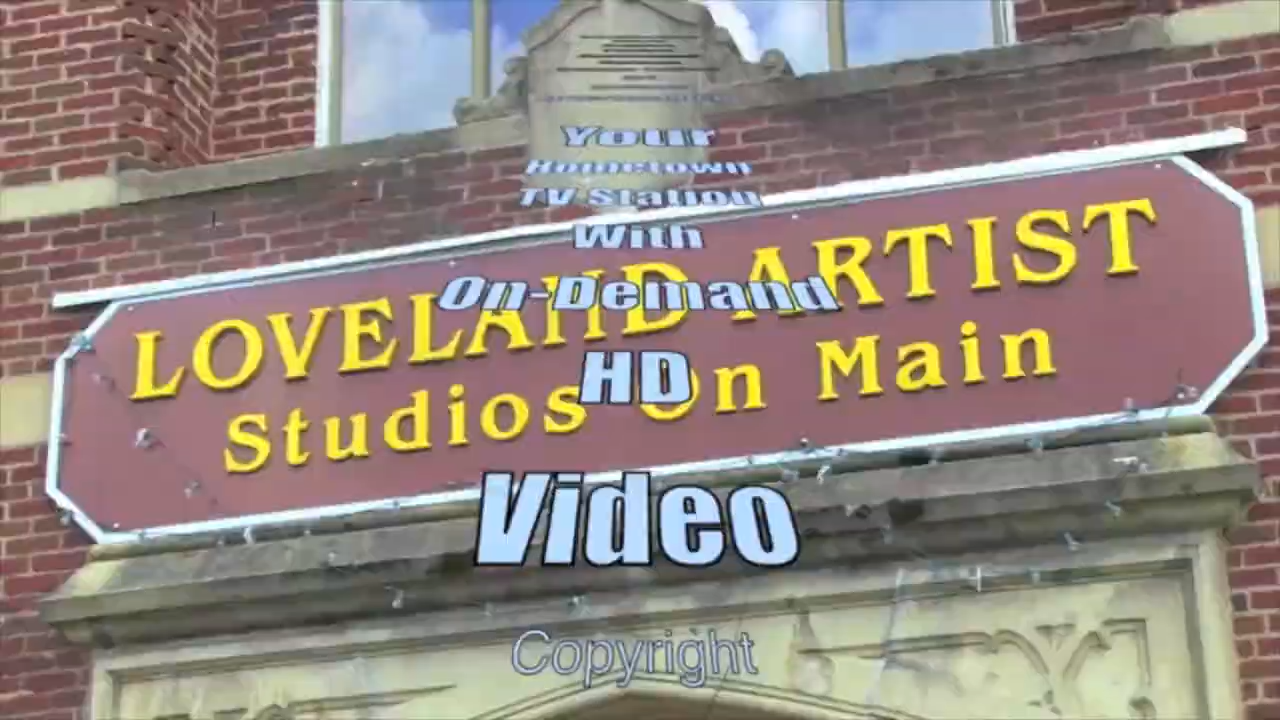 Your
Hometown
TV Station
With
On-Demand
HD
Video
Copyright
LOVELAND ARTIST
Studios On Main